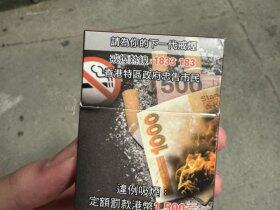 請為你的下一代戒煙
戒煙熱線：1833 183
香港特區政府忠告市民
500
1000
違例吸煙：
定額罰款港幣1,500元